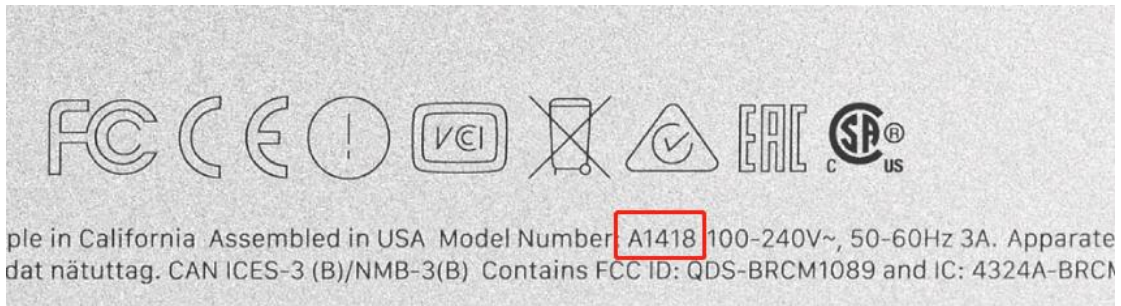 FC CE ! VCI EAC C SA ® US
ple in California Assembled in USA Model Number: A1418 100-240V~, 50-60Hz 3A. Apparate
dat nätuttag. CAN ICES-3 (B)/NMB-3(B) Contains FCC ID: QDS-BRCM1089 and IC: 4324A-BRCM